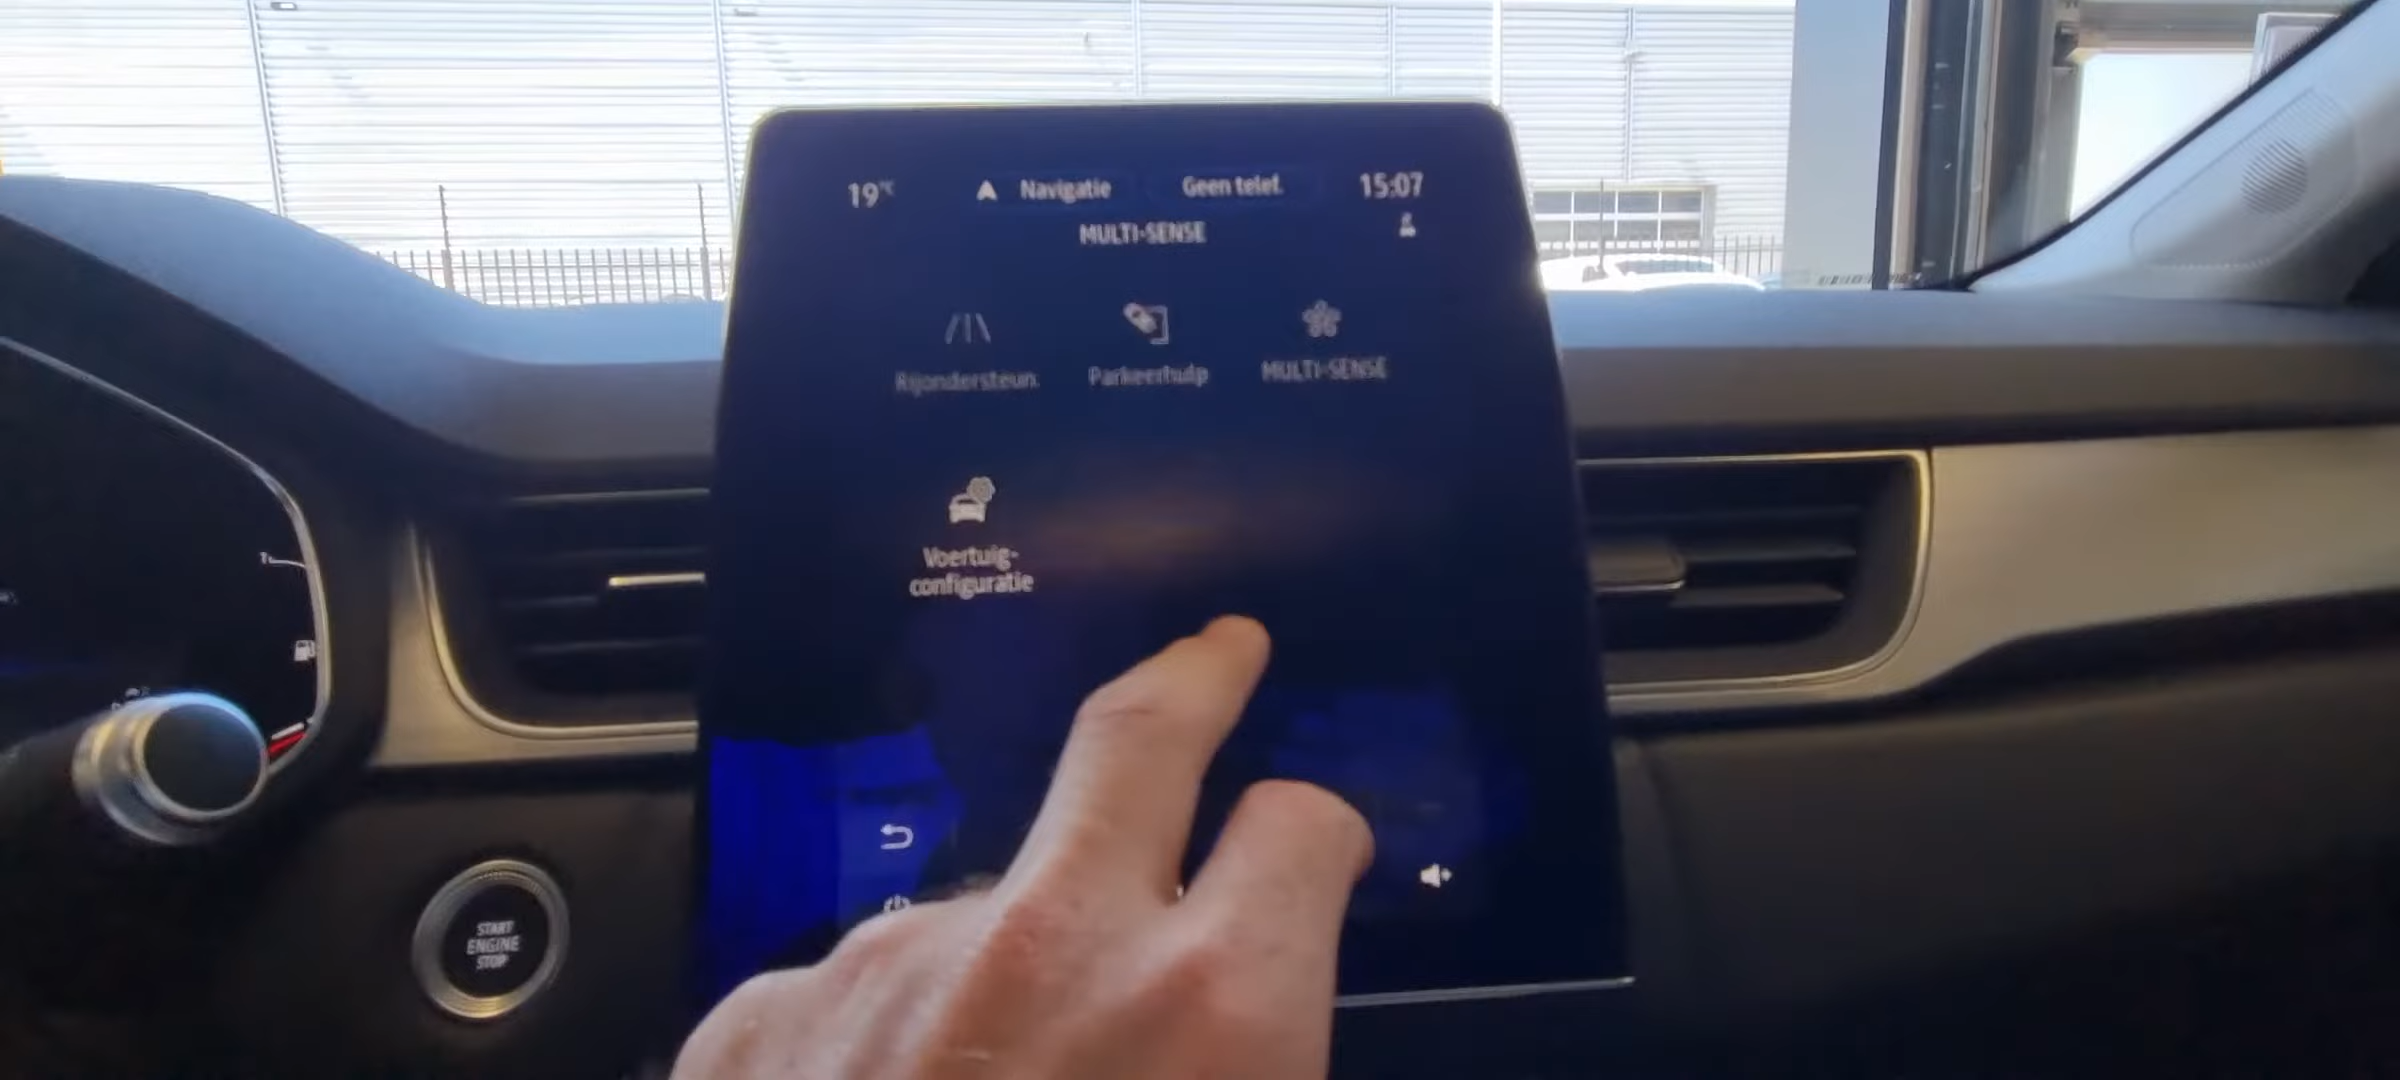 19°C
Navigatie
Geen telef.
15:07
MULTI-SENSE
Rijondersteun.
Parkeerhulp
MULTI-SENSE
Voertuig-
configuratie
START
ENGINE
STOP